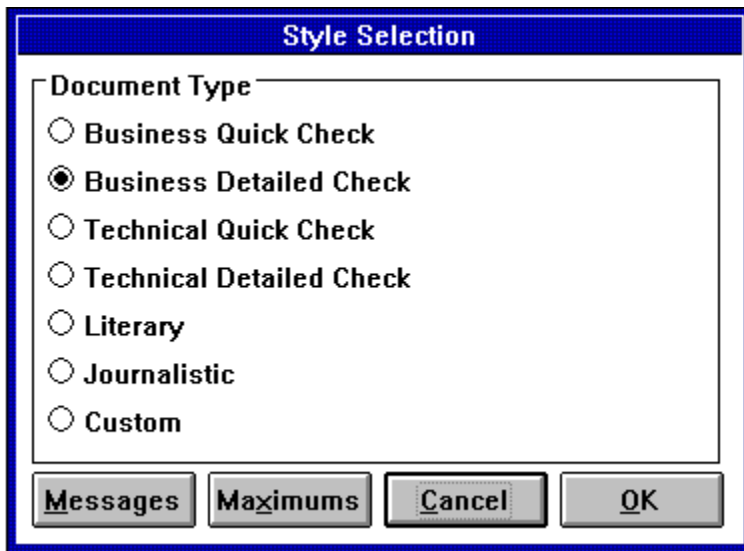 Style Selection
Document Type
Business Quick Check
Business Detailed Check
Technical Quick Check
Technical Detailed Check
Literary
Journalistic
Custom
Messages Maximums Cancel OK